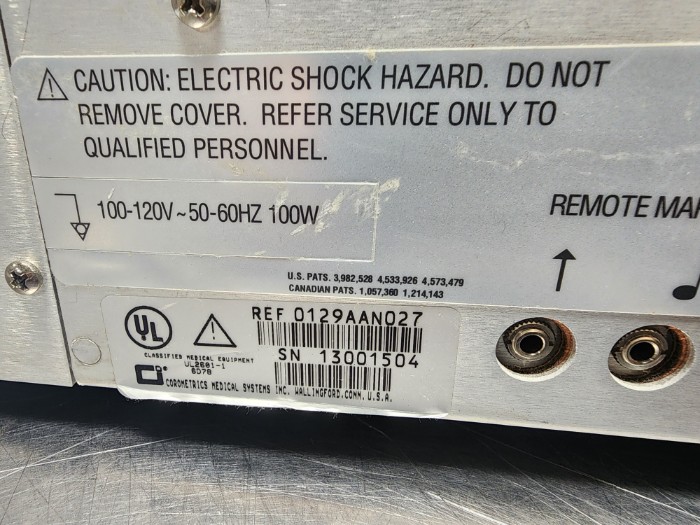 CAUTION: ELECTRIC SHOCK HAZARD. DO NOT
REMOVE COVER. REFER SERVICE ONLY TO
QUALIFIED PERSONNEL.
100-120V~50-60HZ 100W
REMOTE MA
U.S. PATS. 3,982,528 4,533,926 4,573,479
CANADIAN PATS. 1,057,360 1,214,143
UL
REF 0129AAN027
CLASSIFIED MEDICAL EQUIPMENT
UL2601-1
SN 13001504
COROMETRICS MEDICAL SYSTEMS INC. WALLINGFORD.CONN. U.S.A.